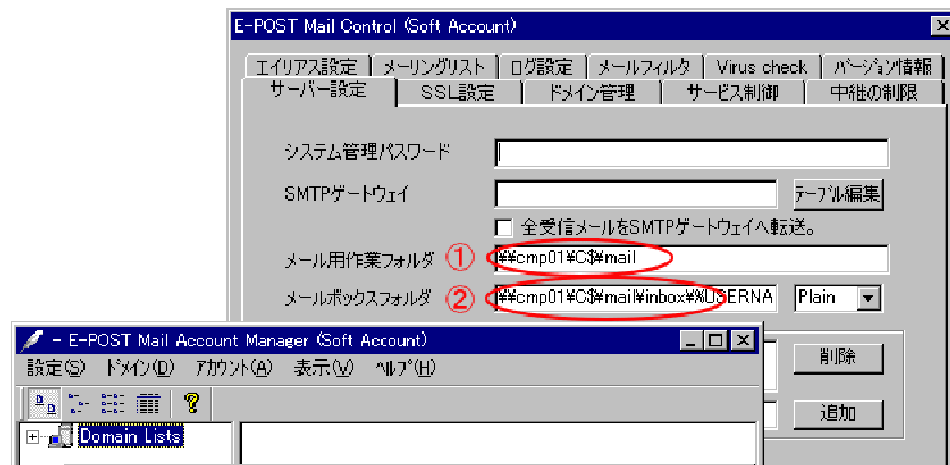 E-POST Mail Control (Soft Account)
エイリアス設定 メーリングリスト ログ設定 メールフィルタ Virus check バージョン情報
サーバー設定 SSL設定 ドメイン管理 サービス制御 中継の制限
システム管理パスワード
SMTPゲートウェイ テーブル編集
全受信メールをSMTPゲートウェイへ転送。
メール用作業フォルダ ① ¥¥cmp01¥C$¥mail
メールボックスフォルダ ② ¥¥cmp01¥C$¥mail¥inbox¥%USERNA Plain
削除
追加
- E-POST Mail Account Manager (Soft Account)
設定(S) ドメイン(D) アカウント(A) 表示(V) ヘルプ(H)
Domain Lists